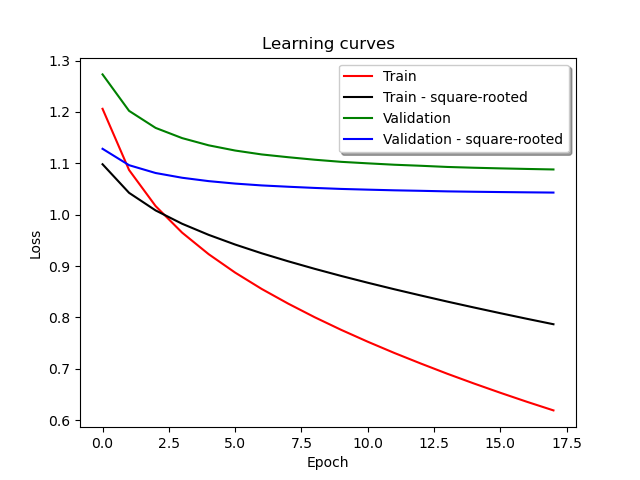 Learning curves
Train
Train - square-rooted
Validation
Validation - square-rooted
Loss
1.3
1.2
1.1
1.0
0.9
0.8
0.7
0.6
0.0 2.5 5.0 7.5 10.0 12.5 15.0 17.5
Epoch